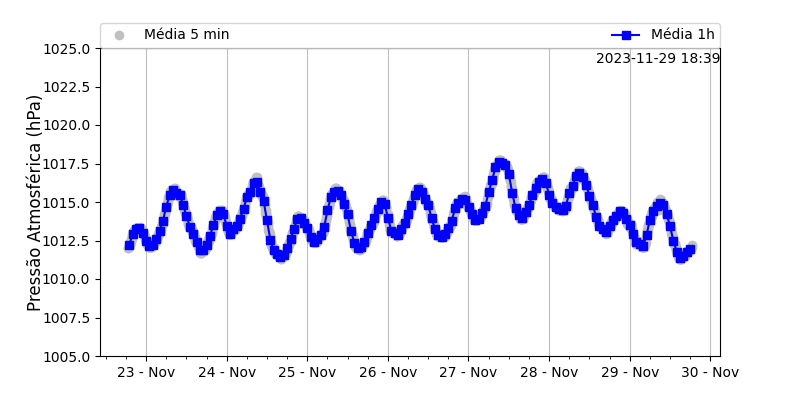 Média 5 min
Média 1h
2023-11-29 18:39
Pressão Atmosférica (hPa)
1025.0
1022.5
1020.0
1017.5
1015.0
1012.5
1010.0
1007.5
1005.0
23 - Nov
24 - Nov
25 - Nov
26 - Nov
27 - Nov
28 - Nov
29 - Nov
30 - Nov